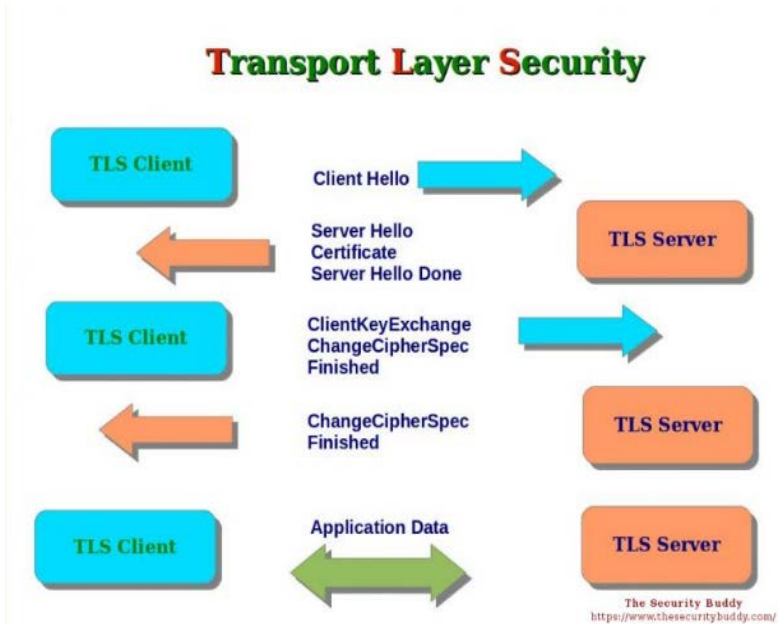 Transport Layer Security
TLS Client
Client Hello
TLS Server
Server Hello
Certificate
Server Hello Done
TLS Client
ClientKeyExchange
ChangeCipherSpec
Finished
TLS Server
ChangeCipherSpec
Finished
TLS Client
Application Data
TLS Server
The Security Buddy
https://www.thesecuritybuddy.com/